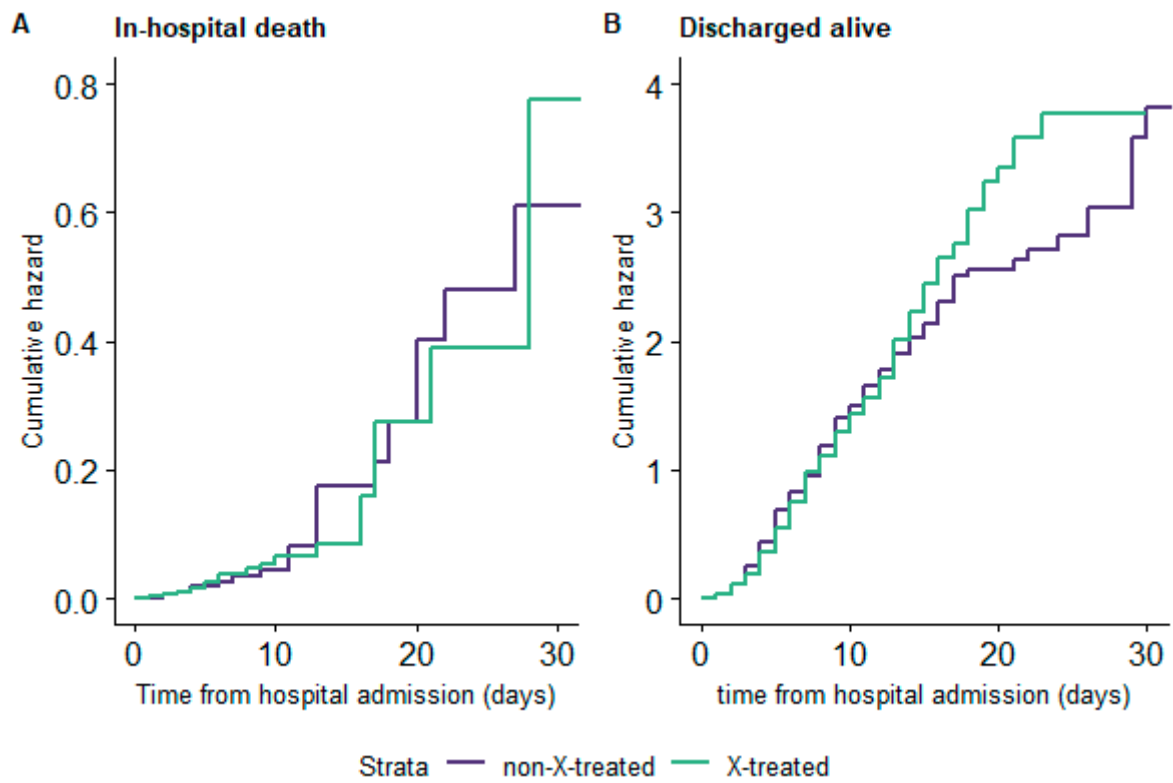 A In-hospital death
0.8
0.6
0.4
0.2
0.0
Cumulative hazard
0 10 20 30
Time from hospital admission (days)
B Discharged alive
4
3
2
1
0
Cumulative hazard
0 10 20 30
time from hospital admission (days)
Strata non-X-treated X-treated